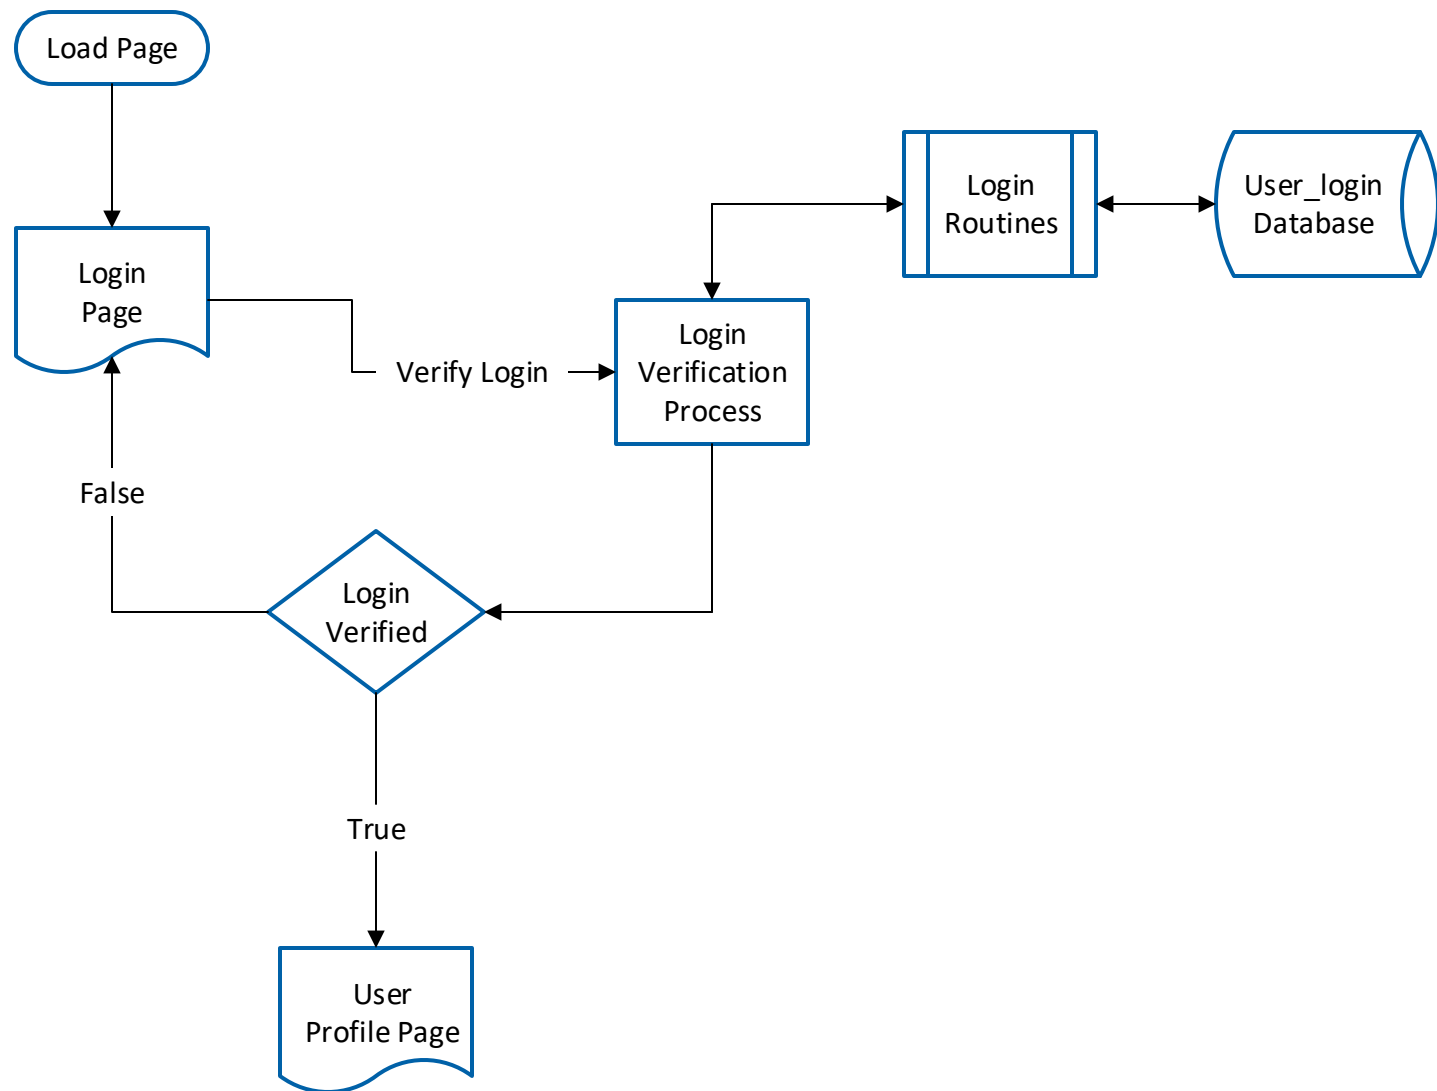 Load Page
Login
Page
Verify Login
Login
Verification
Process
Login
Routines
User_login
Database
False
Login
Verified
True
User
Profile Page